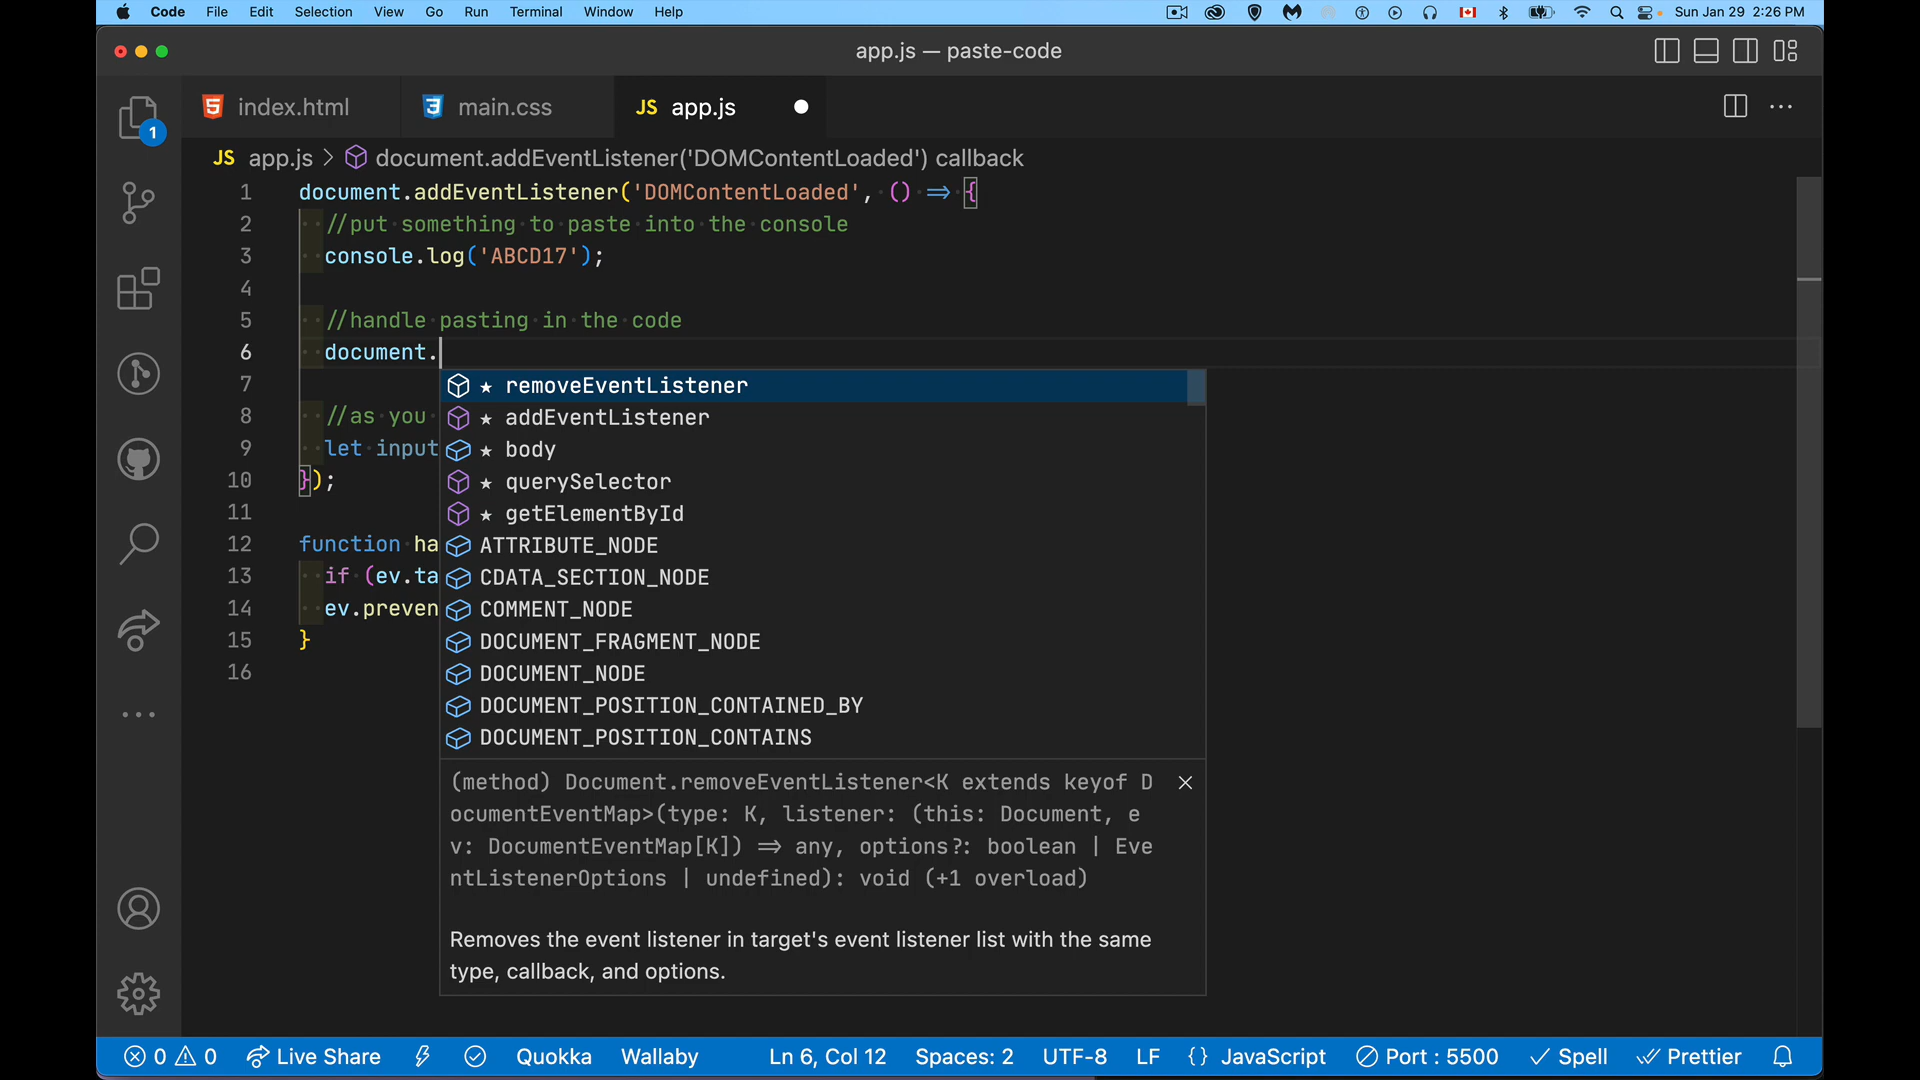 Code File Edit Selection View Go Run Terminal Window Help Sun Jan 29 2:26 PM
app.js — paste-code
1
index.html main.css JS app.js
JS app.js > document.addEventListener('DOMContentLoaded') callback
1 document.addEventListener('DOMContentLoaded', () => {
2 //put something to paste into the console
3 console.log('ABCD17');
4
5 //handle pasting in the code
6 document.
7
8 //as you
9 let input
10 });
11
12 function ha
13 if (ev.ta
14 ev.preven
15 }
16
★ removeEventListener
★ addEventListener
★ body
★ querySelector
★ getElementById
ATTRIBUTE_NODE
CDATA_SECTION_NODE
COMMENT_NODE
DOCUMENT_FRAGMENT_NODE
DOCUMENT_NODE
DOCUMENT_POSITION_CONTAINED_BY
DOCUMENT_POSITION_CONTAINS
(method) Document.removeEventListener<K extends keyof D
ocumentEventMap>(type: K, listener: (this: Document, e
v: DocumentEventMap[K]) => any, options?: boolean | Eve
ntListenerOptions | undefined): void (+1 overload)
Removes the event listener in target's event listener list with the same
type, callback, and options.
0 0 Live Share Quokka Wallaby Ln 6, Col 12 Spaces: 2 UTF-8 LF {} JavaScript Port : 5500 Spell Prettier